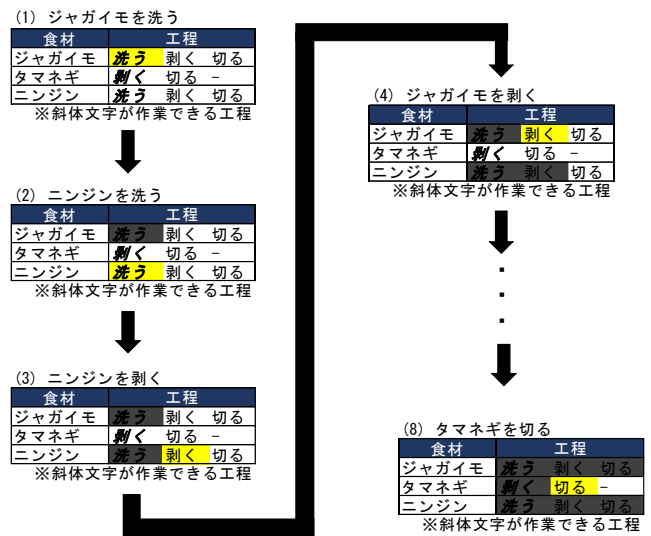 (1) ジャガイモを洗う
食材 工程
ジャガイモ 洗う 剥く 切る
タマネギ 剥く 切る -
ニンジン 洗う 剥く 切る
※斜体文字が作業できる工程
(2) ニンジンを洗う
食材 工程
ジャガイモ 洗う 剥く 切る
タマネギ 剥く 切る -
ニンジン 洗う 剥く 切る
※斜体文字が作業できる工程
(3) ニンジンを剥く
食材 工程
ジャガイモ 洗う 剥く 切る
タマネギ 剥く 切る -
ニンジン 洗う 剥く 切る
※斜体文字が作業できる工程
(4) ジャガイモを剥く
食材 工程
ジャガイモ 洗う 剥く 切る
タマネギ 剥く 切る -
ニンジン 洗う 剥く 切る
※斜体文字が作業できる工程
・
・
・
(8) タマネギを切る
食材 工程
ジャガイモ 洗う 剥く 切る
タマネギ 剥く 切る -
ニンジン 洗う 剥く 切る
※斜体文字が作業できる工程